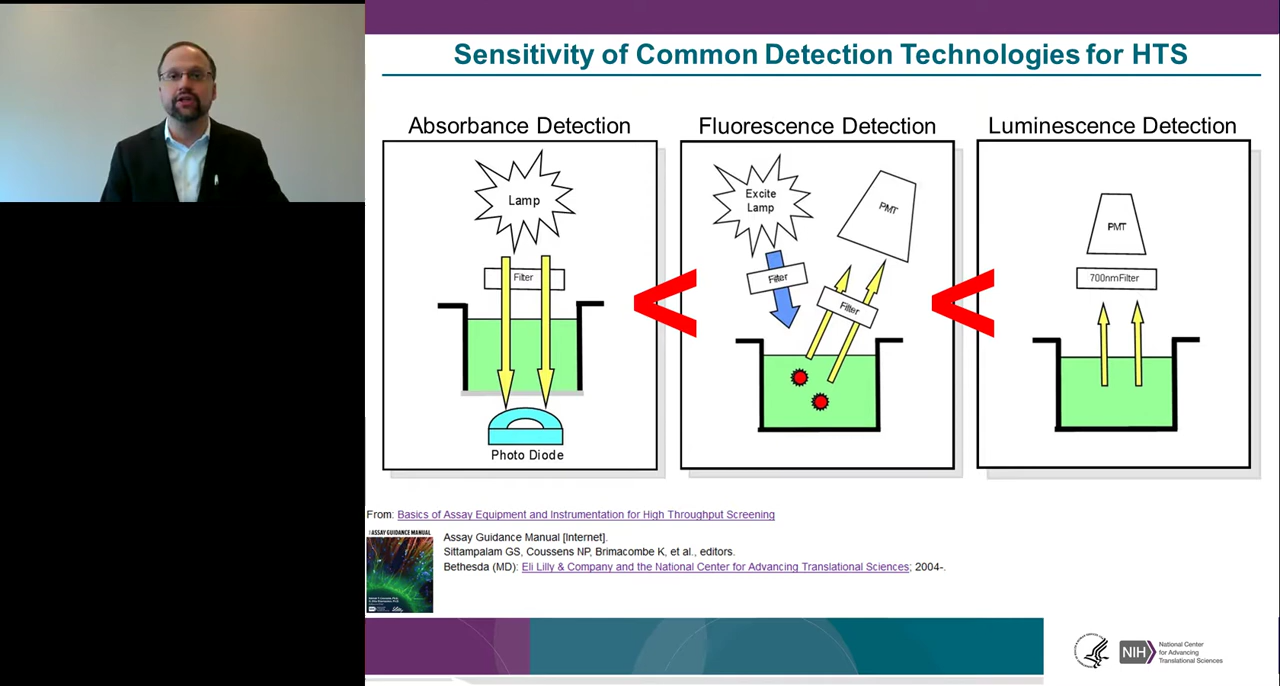 Sensitivity of Common Detection Technologies for HTS
Absorbance Detection
Fluorescence Detection
Luminescence Detection
Lamp
Filter
Photo Diode
Excite
Lamp
PMT
Filter
Filter
PMT
700nmFilter
<
<
From: Basics of Assay Equipment and Instrumentation for High Throughput Screening
ASSAY GUIDANCE MANUAL
Assay Guidance Manual [Internet].
Sittampalam GS, Coussens NP, Brimacombe K, et al., editors.
Bethesda (MD): Eli Lilly & Company and the National Center for Advancing Translational Sciences; 2004-.
NIH
National Center
for Advancing
Translational Sciences